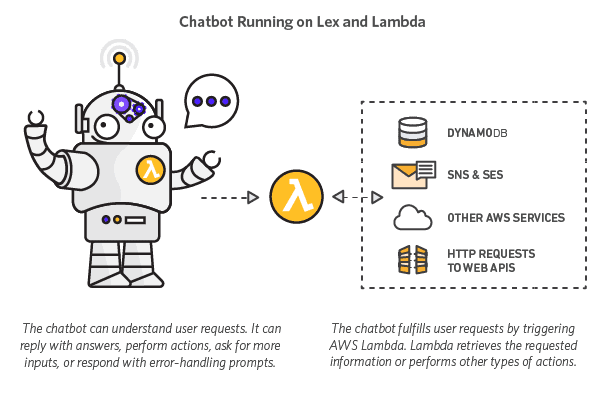 Chatbot Running on Lex and Lambda
λ
λ
DYNAMODB
SNS & SES
OTHER AWS SERVICES
HTTP REQUESTS
TO WEB APIS
The chatbot can understand user requests. It can
reply with answers, perform actions, ask for more
inputs, or respond with error-handling prompts.
The chatbot fulfills user requests by triggering
AWS Lambda. Lambda retrieves the requested
information or performs other types of actions.